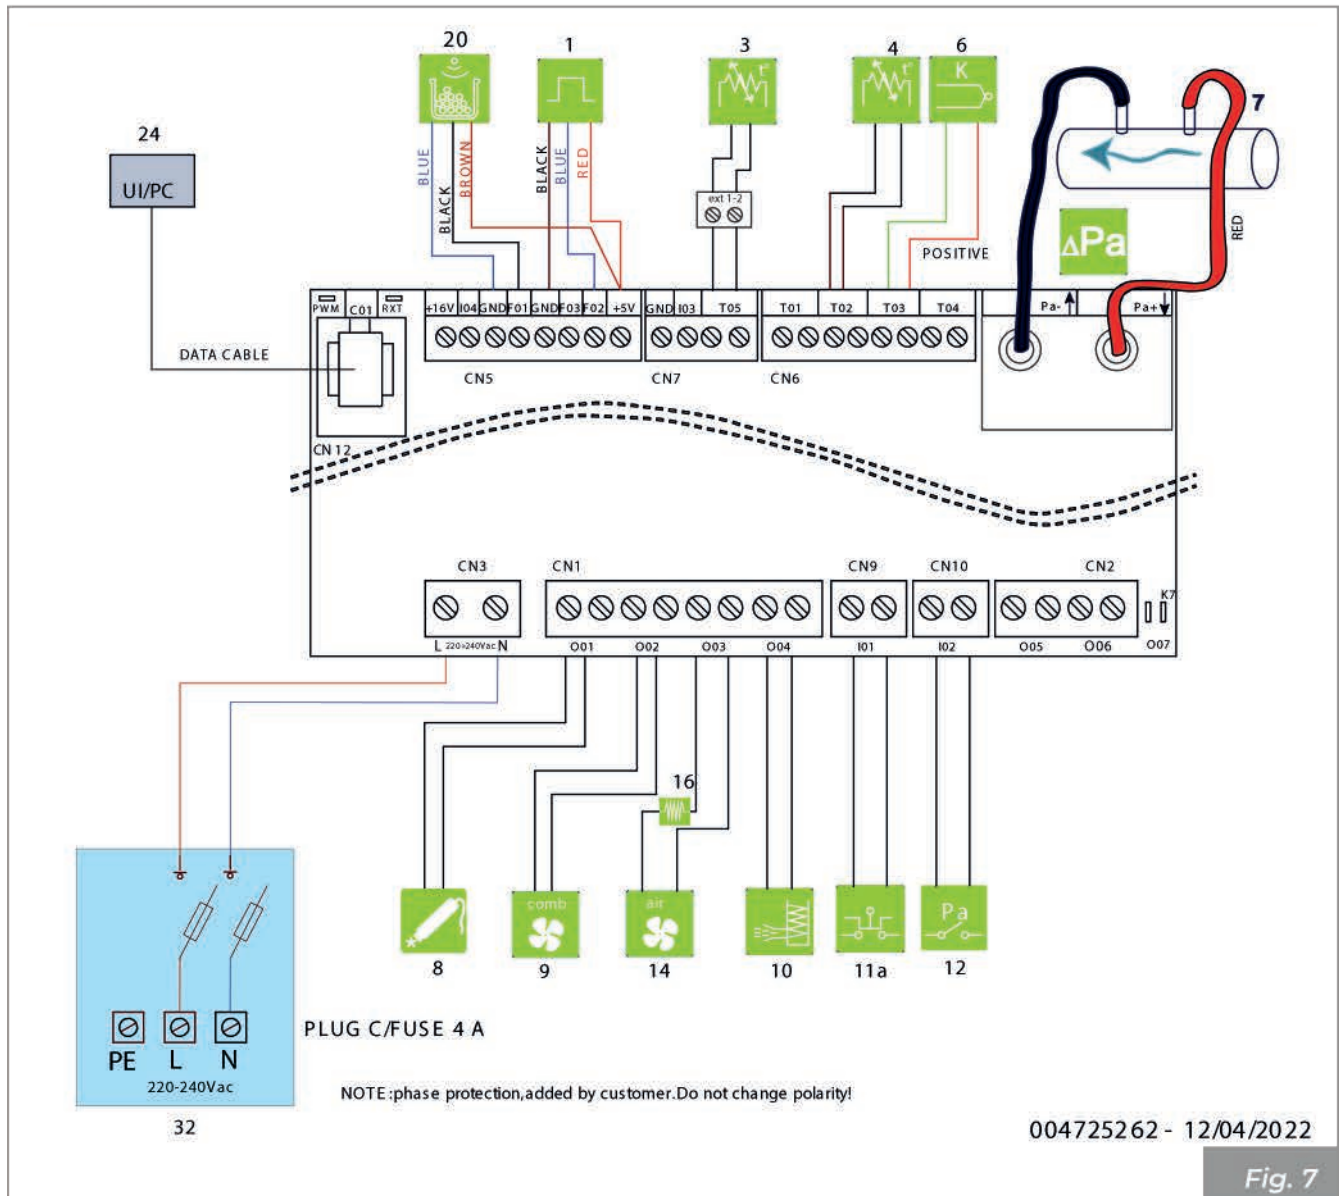 20 1 3 4 6 7
24
UI/PC
t° t° K
BLUE
BLACK
BROWN
BLACK
BLUE
RED
ext 1-2
POSITIVE
ΔPa
RED
PWM C01 RXT
+16V I04 GND F01 GND F03 F02 +5V
GND I03 T05
T01 T02 T03 T04
Pa- Pa+
DATA CABLE
CN5 CN7 CN6
CN 12
CN3 CN1 CN9 CN10 CN2
K7
L 220÷240Vac N
O01 O02 O03 O04 I01 I02 O05 O06 O07
16
comb air Pa
8 9 14 10 11a 12
PLUG C/FUSE 4 A
PE L N
220-240Vac
NOTE :phase protection,added by customer.Do not change polarity!
32
004725262 - 12/04/2022
Fig. 7